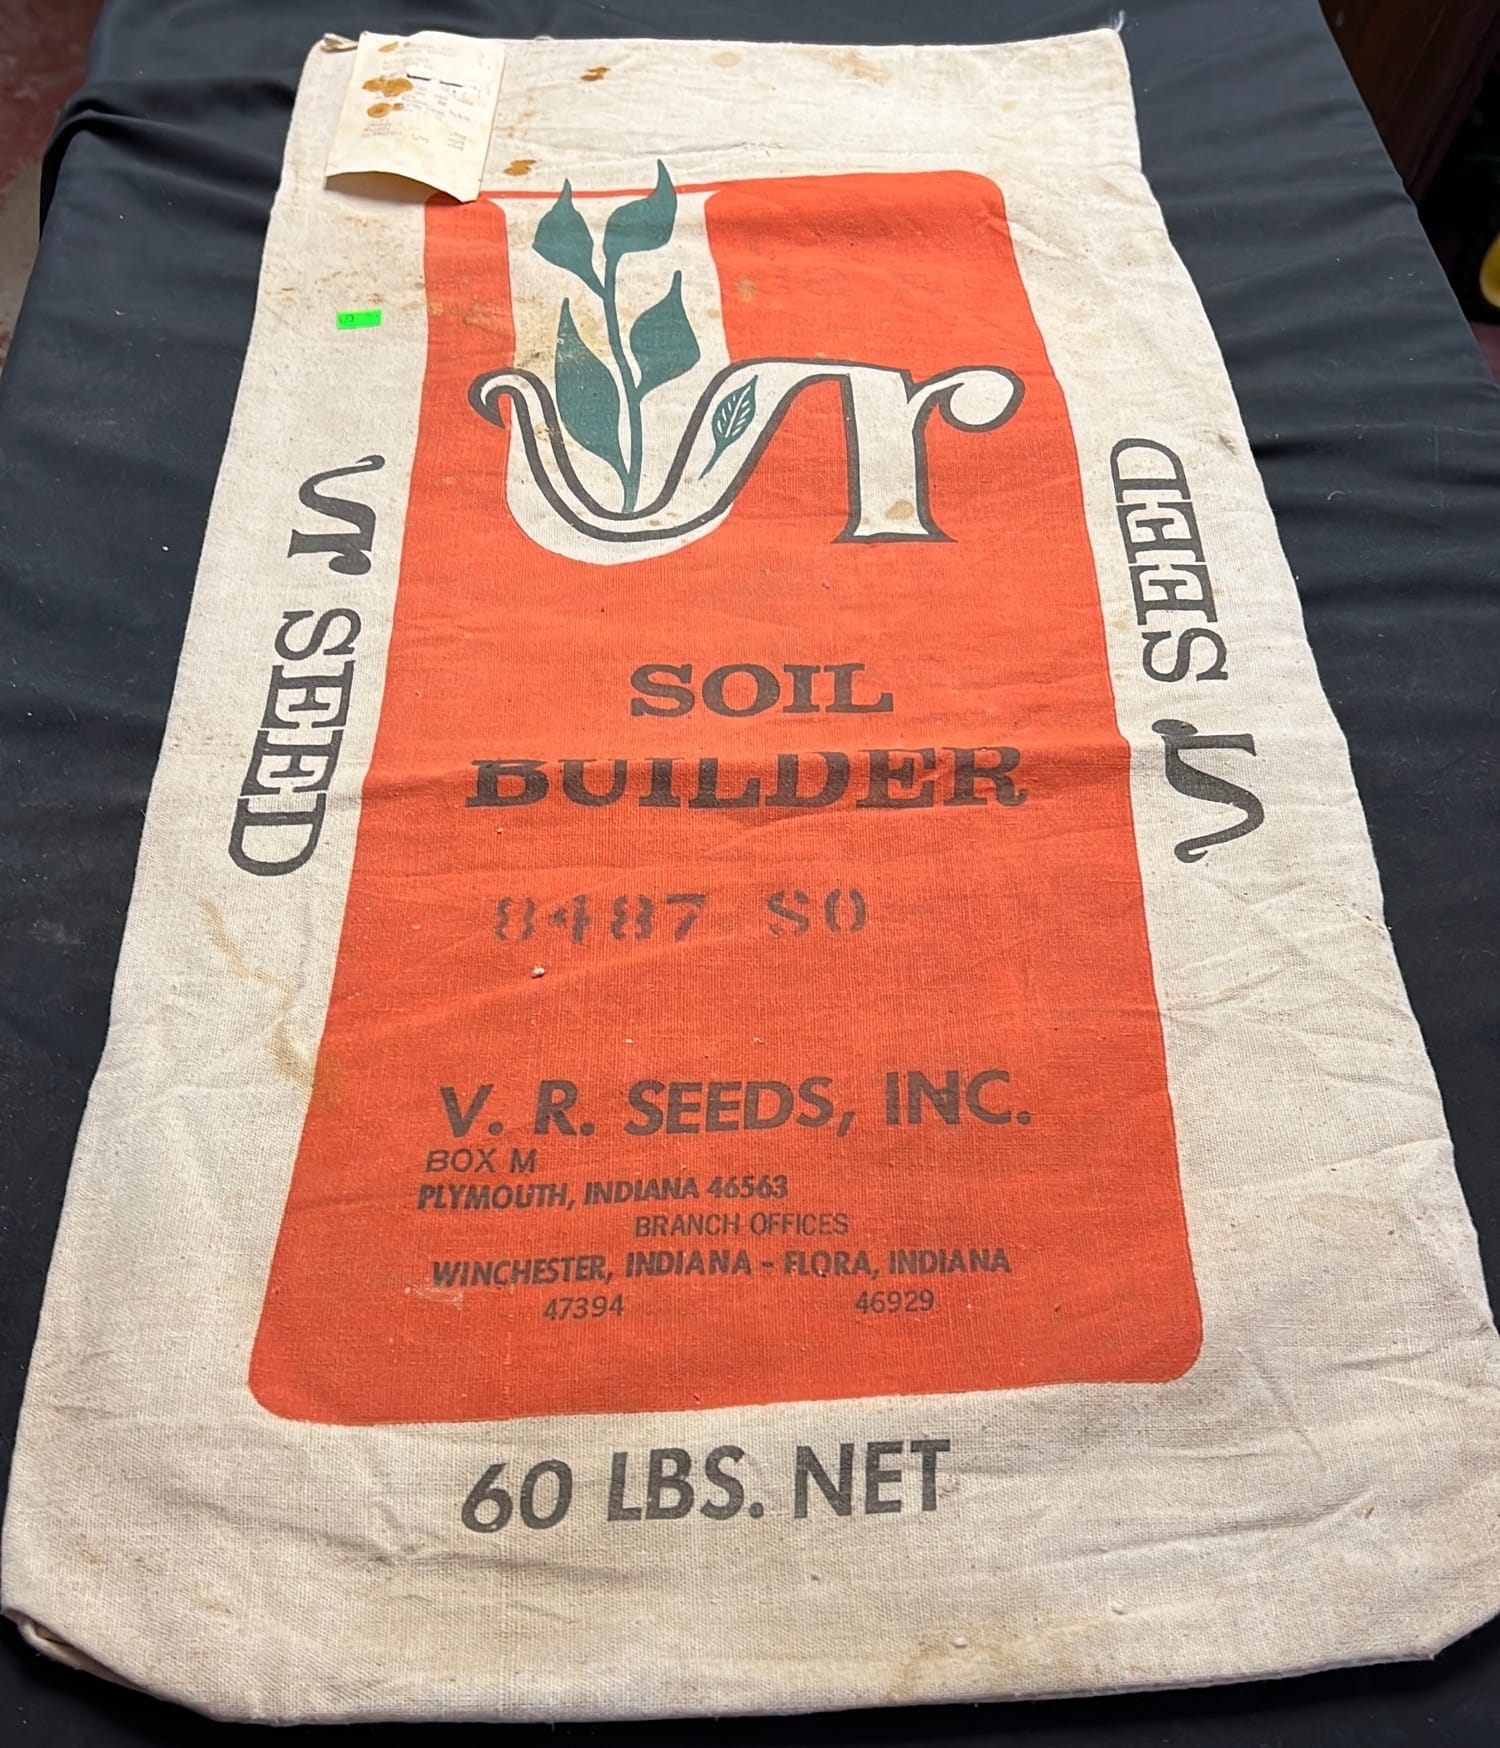 Vr
SOIL
BUILDER
8487 SO
V. R. SEEDS, INC.
BOX M
PLYMOUTH, INDIANA 46563
BRANCH OFFICES
WINCHESTER, INDIANA - FLORA, INDIANA
47394 46929
60 LBS. NET
Vr SEED
Vr SEED